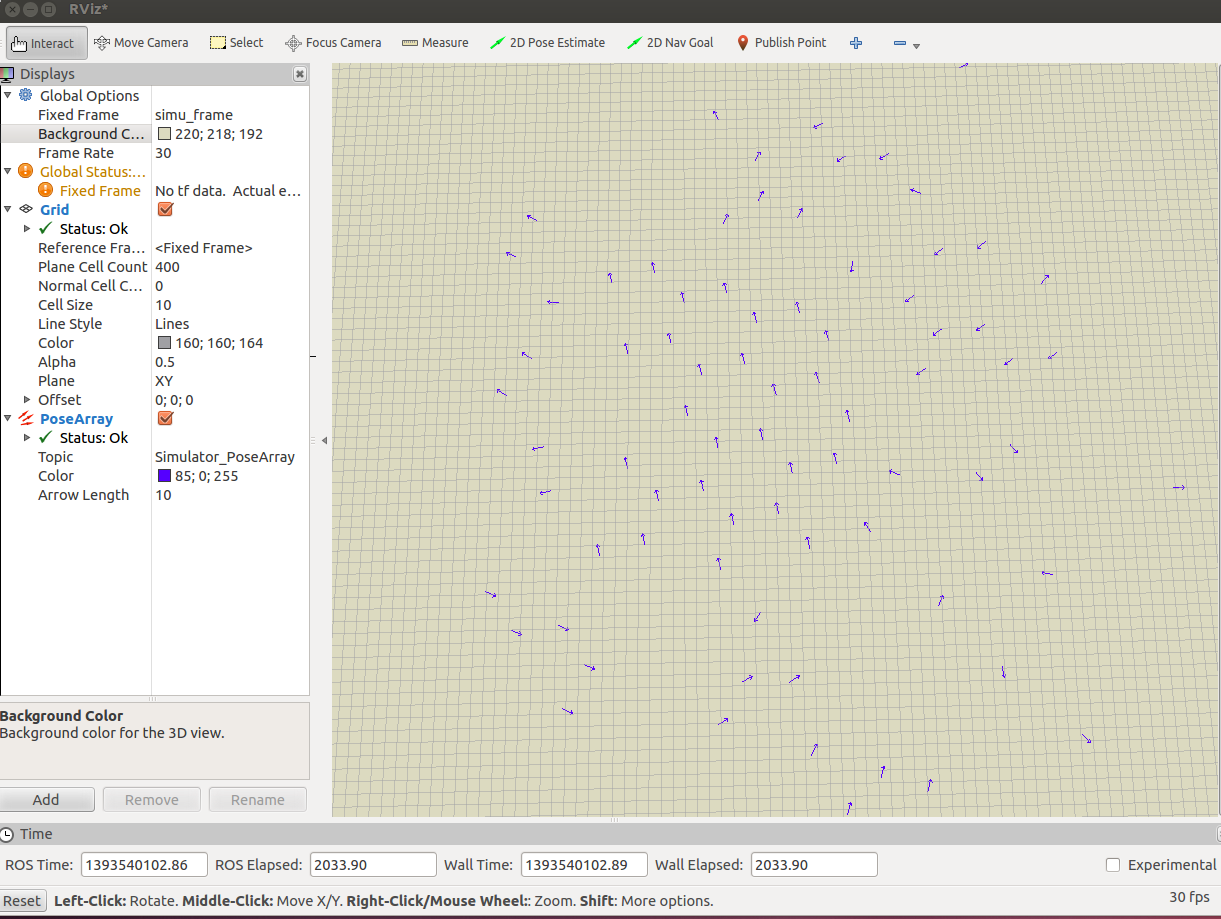 RViz*
Interact Move Camera Select Focus Camera Measure 2D Pose Estimate 2D Nav Goal Publish Point
Displays
Global Options
Fixed Frame simu_frame
Background C... 220; 218; 192
Frame Rate 30
Global Status:...
Fixed Frame No tf data. Actual e...
Grid
Status: Ok
Reference Fra... <Fixed Frame>
Plane Cell Count 400
Normal Cell C... 0
Cell Size 10
Line Style Lines
Color 160; 160; 164
Alpha 0.5
Plane XY
Offset 0; 0; 0
PoseArray
Status: Ok
Topic Simulator_PoseArray
Color 85; 0; 255
Arrow Length 10
Background Color
Background color for the 3D view.
Add Remove Rename
Time
ROS Time: 1393540102.86 ROS Elapsed: 2033.90 Wall Time: 1393540102.89 Wall Elapsed: 2033.90 Experimental
Reset Left-Click: Rotate. Middle-Click: Move X/Y. Right-Click/Mouse Wheel:: Zoom. Shift: More options. 30 fps